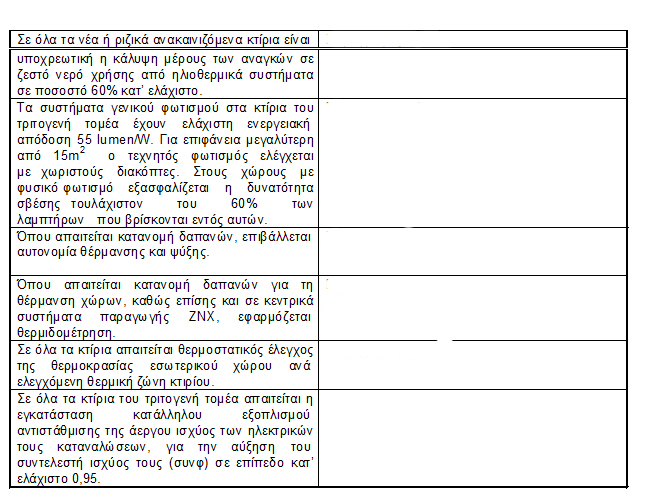 Σε όλα τα νέα ή ριζικά ανακαινιζόμενα κτίρια είναι
υποχρεωτική η κάλυψη μέρους των αναγκών σε
ζεστό νερό χρήσης από ηλιοθερμικά συστήματα
σε ποσοστό 60% κατ' ελάχιστο.
Τα συστήματα γενικού φωτισμού στα κτίρια του
τριτογενή τομέα έχουν ελάχιστη ενεργειακή
απόδοση 55 lumen/W. Για επιφάνεια μεγαλύτερη
από 15m² ο τεχνητός φωτισμός ελέγχεται
με χωριστούς διακόπτες. Στους χώρους με
φυσικό φωτισμό εξασφαλίζεται η δυνατότητα
σβέσης τουλάχιστον του 60% των
λαμπτήρων που βρίσκονται εντός αυτών.
Όπου απαιτείται κατανομή δαπανών, επιβάλλεται
αυτονομία θέρμανσης και ψύξης.
Όπου απαιτείται κατανομή δαπανών για τη
θέρμανση χώρων, καθώς επίσης και σε κεντρικά
συστήματα παραγωγής ΖΝΧ, εφαρμόζεται
θερμιδομέτρηση.
Σε όλα τα κτίρια απαιτείται θερμοστατικός έλεγχος
της θερμοκρασίας εσωτερικού χώρου ανά
ελεγχόμενη θερμική ζώνη κτιρίου.
Σε όλα τα κτίρια του τριτογενή τομέα απαιτείται η
εγκατάσταση κατάλληλου εξοπλισμού
αντιστάθμισης της άεργου ισχύος των ηλεκτρικών
τους καταναλώσεων, για την αύξηση του
συντελεστή ισχύος τους (συνφ) σε επίπεδο κατ'
ελάχιστο 0,95.